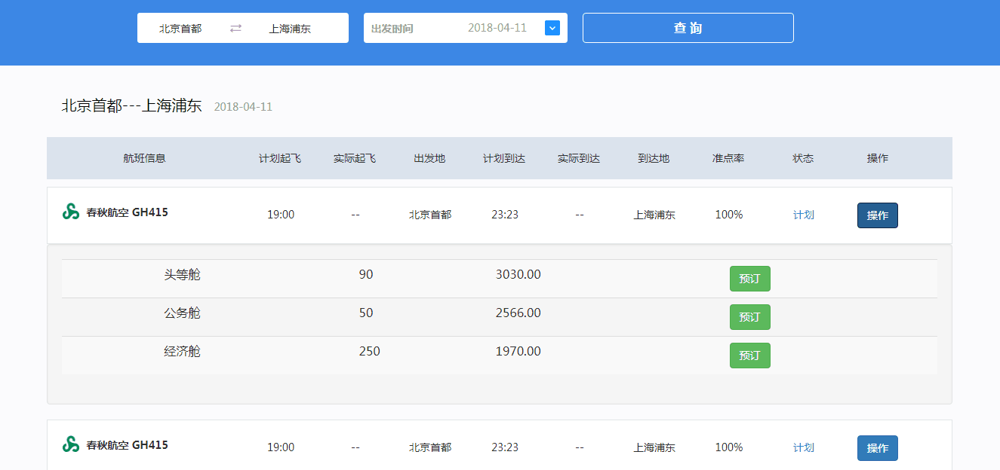 北京首都 上海浦东 出发时间 2018-04-11 查 询
北京首都---上海浦东 2018-04-11
航班信息 计划起飞 实际起飞 出发地 计划到达 实际到达 到达地 准点率 状态 操作
春秋航空 GH415 19:00 -- 北京首都 23:23 -- 上海浦东 100% 计划 操作
头等舱 90 3030.00 预订
公务舱 50 2566.00 预订
经济舱 250 1970.00 预订
春秋航空 GH415 19:00 -- 北京首都 23:23 -- 上海浦东 100% 计划 操作